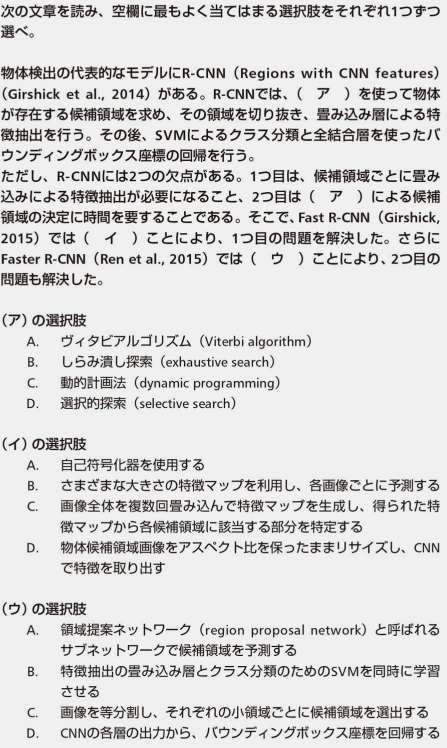 次の文章を読み、空欄に最もよく当てはまる選択肢をそれぞれ1つずつ
選べ。
物体検出の代表的なモデルにR-CNN（Regions with CNN features）
（Girshick et al., 2014）がある。R-CNNでは、（　ア　）を使って物体
が存在する候補領域を求め、その領域を切り抜き、畳み込み層による特
徴抽出を行う。その後、SVMによるクラス分類と全結合層を使ったバ
ウンディングボックス座標の回帰を行う。
ただし、R-CNNには2つの欠点がある。1つ目は、候補領域ごとに畳み
込みによる特徴抽出が必要になること、2つ目は（　ア　）による候補
領域の決定に時間を要することである。そこで、Fast R-CNN（Girshick,
2015）では（　イ　）ことにより、1つ目の問題を解決した。さらに
Faster R-CNN（Ren et al., 2015）では（　ウ　）ことにより、2つ目の
問題も解決した。
（ア）の選択肢
A.　ヴィタビアルゴリズム（Viterbi algorithm）
B.　しらみ潰し探索（exhaustive search）
C.　動的計画法（dynamic programming）
D.　選択的探索（selective search）
（イ）の選択肢
A.　自己符号化器を使用する
B.　さまざまな大きさの特徴マップを利用し、各画像ごとに予測する
C.　画像全体を複数回畳み込んで特徴マップを生成し、得られた特
徴マップから各候補領域に該当する部分を特定する
D.　物体候補領域画像をアスペクト比を保ったままリサイズし、CNN
で特徴を取り出す
（ウ）の選択肢
A.　領域提案ネットワーク（region proposal network）と呼ばれる
サブネットワークで候補領域を予測する
B.　特徴抽出の畳み込み層とクラス分類のためのSVMを同時に学習
させる
C.　画像を等分割し、それぞれの小領域ごとに候補領域を選出する
D.　CNNの各層の出力から、バウンディングボックス座標を回帰する